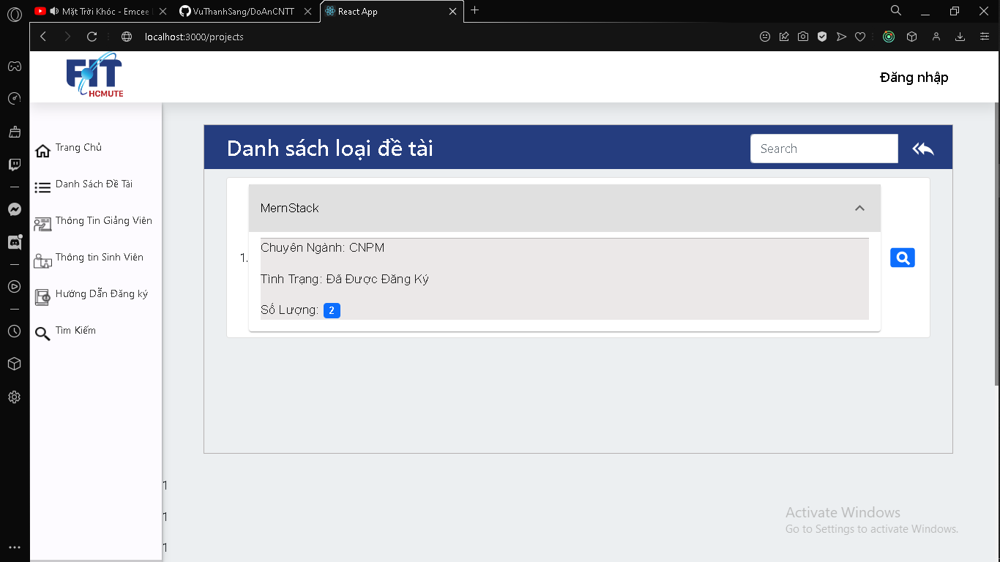 Mặt Trời Khóc - Emcee
VuThanhSang/DoAnCNTT
React App
localhost:3000/projects
FIT
HCMUTE
Đăng nhập
Trang Chủ
Danh Sách Đề Tài
Thông Tin Giảng Viên
Thông tin Sinh Viên
Hướng Dẫn Đăng ký
Tìm Kiếm
Danh sách loại đề tài
Search
MernStack
1.
Chuyên Ngành: CNPM
Tình Trạng: Đã Được Đăng Ký
Số Lượng: 2
1
1
1
Activate Windows
Go to Settings to activate Windows.